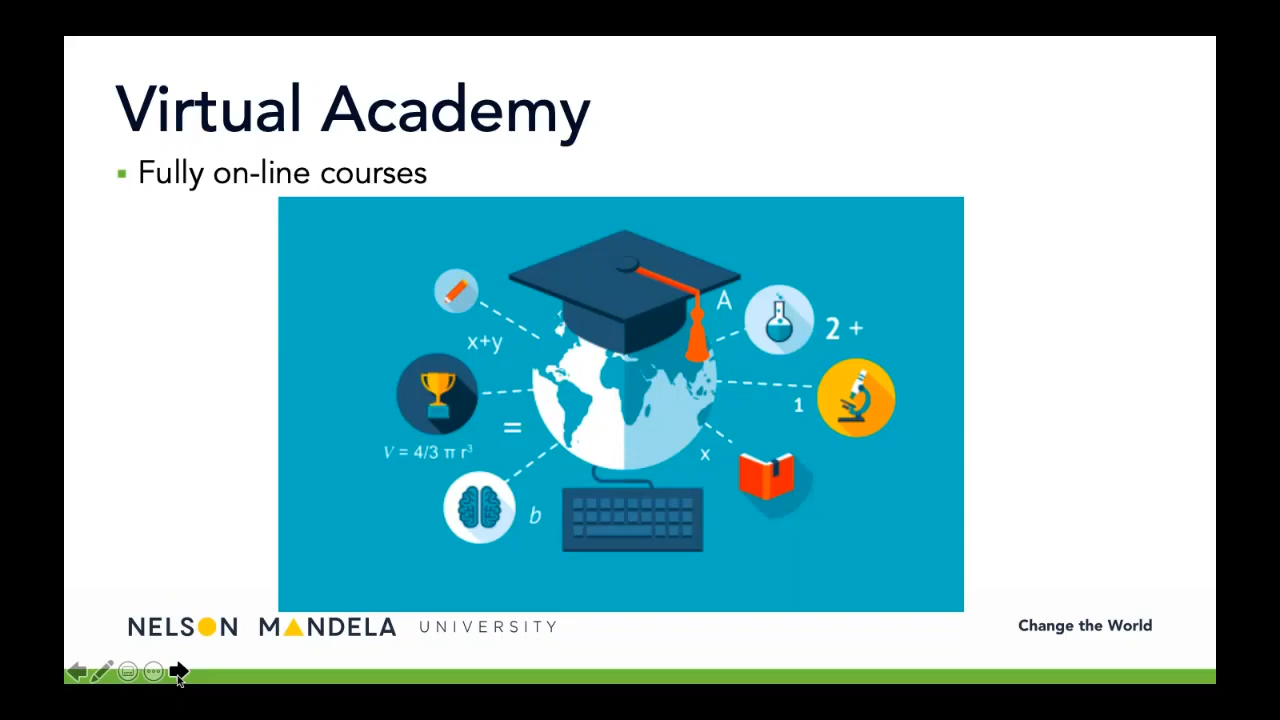 Virtual Academy
Fully on-line courses
A
2 +
x+y
1
=
V = 4/3 π r³
x
b
NELSON MANDELA UNIVERSITY
Change the World